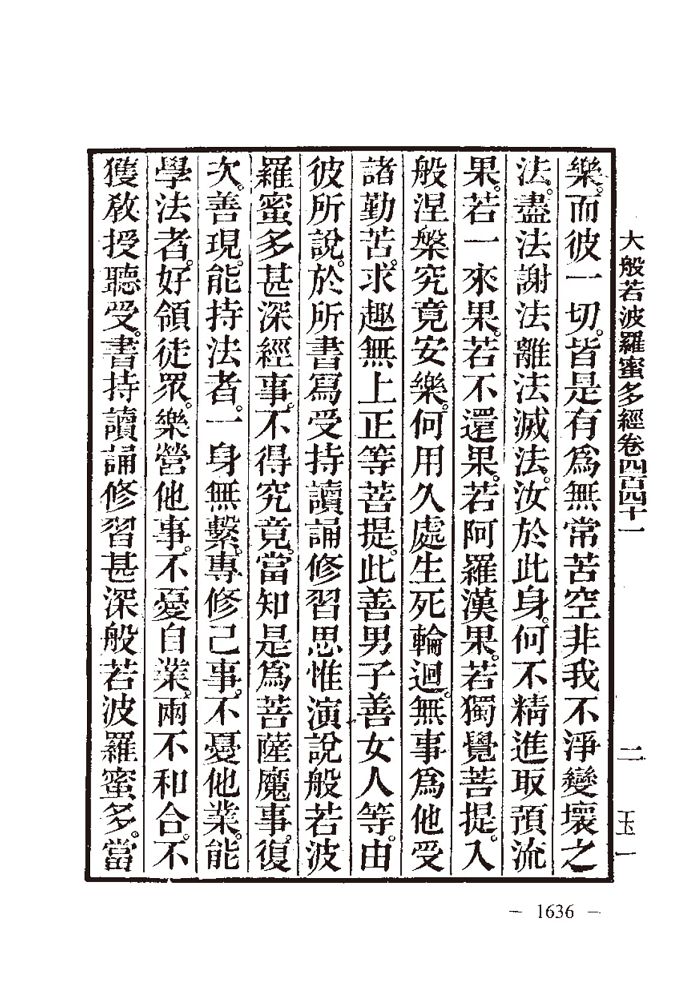 大般若波羅蜜多經卷四百四十一　二　玉一
樂。而彼一切。皆是有爲無常苦空非我不淨變壞之
法。盡法謝法離法滅法。汝於此身。何不精進取預流
果。若一來果。若不還果。若阿羅漢果。若獨覺菩提。入
般涅槃究竟安樂。何用久處生死輪迴。無事爲他受
諸勤苦。求趣無上正等菩提。此善男子善女人等。由
彼所說。於所書寫受持讀誦修習思惟演說般若波
羅蜜多甚深經事。不得究竟。當知是爲菩薩魔事。復
次。善現。能持法者。一身無繫。專修己事。不憂他業。能
學法者。好領徒眾。樂營他事。不憂自業。兩不和合。不
獲教授聽受。書持讀誦修習甚深般若波羅蜜多。當
— 1636 —